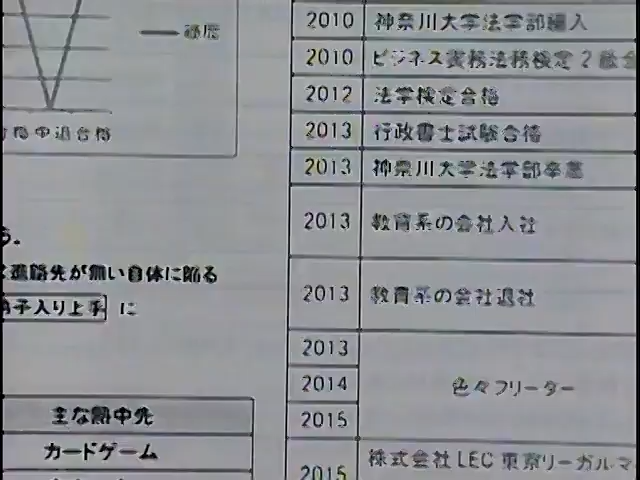 2010 神奈川大学法学部編入
2010 ビジネス実務法務検定2級合
2012 法学検定合格
2013 行政書士試験合格
2013 神奈川大学法学部卒業
2013 教育系の会社入社
2013 教育系の会社退社
2013
2014 色々フリーター
2015
2015 株式会社LEC東京リーガルマ
中退合格
う。
進路先が無い自体に陥る
弟子入り上手 に
主な熱中先
カードゲーム